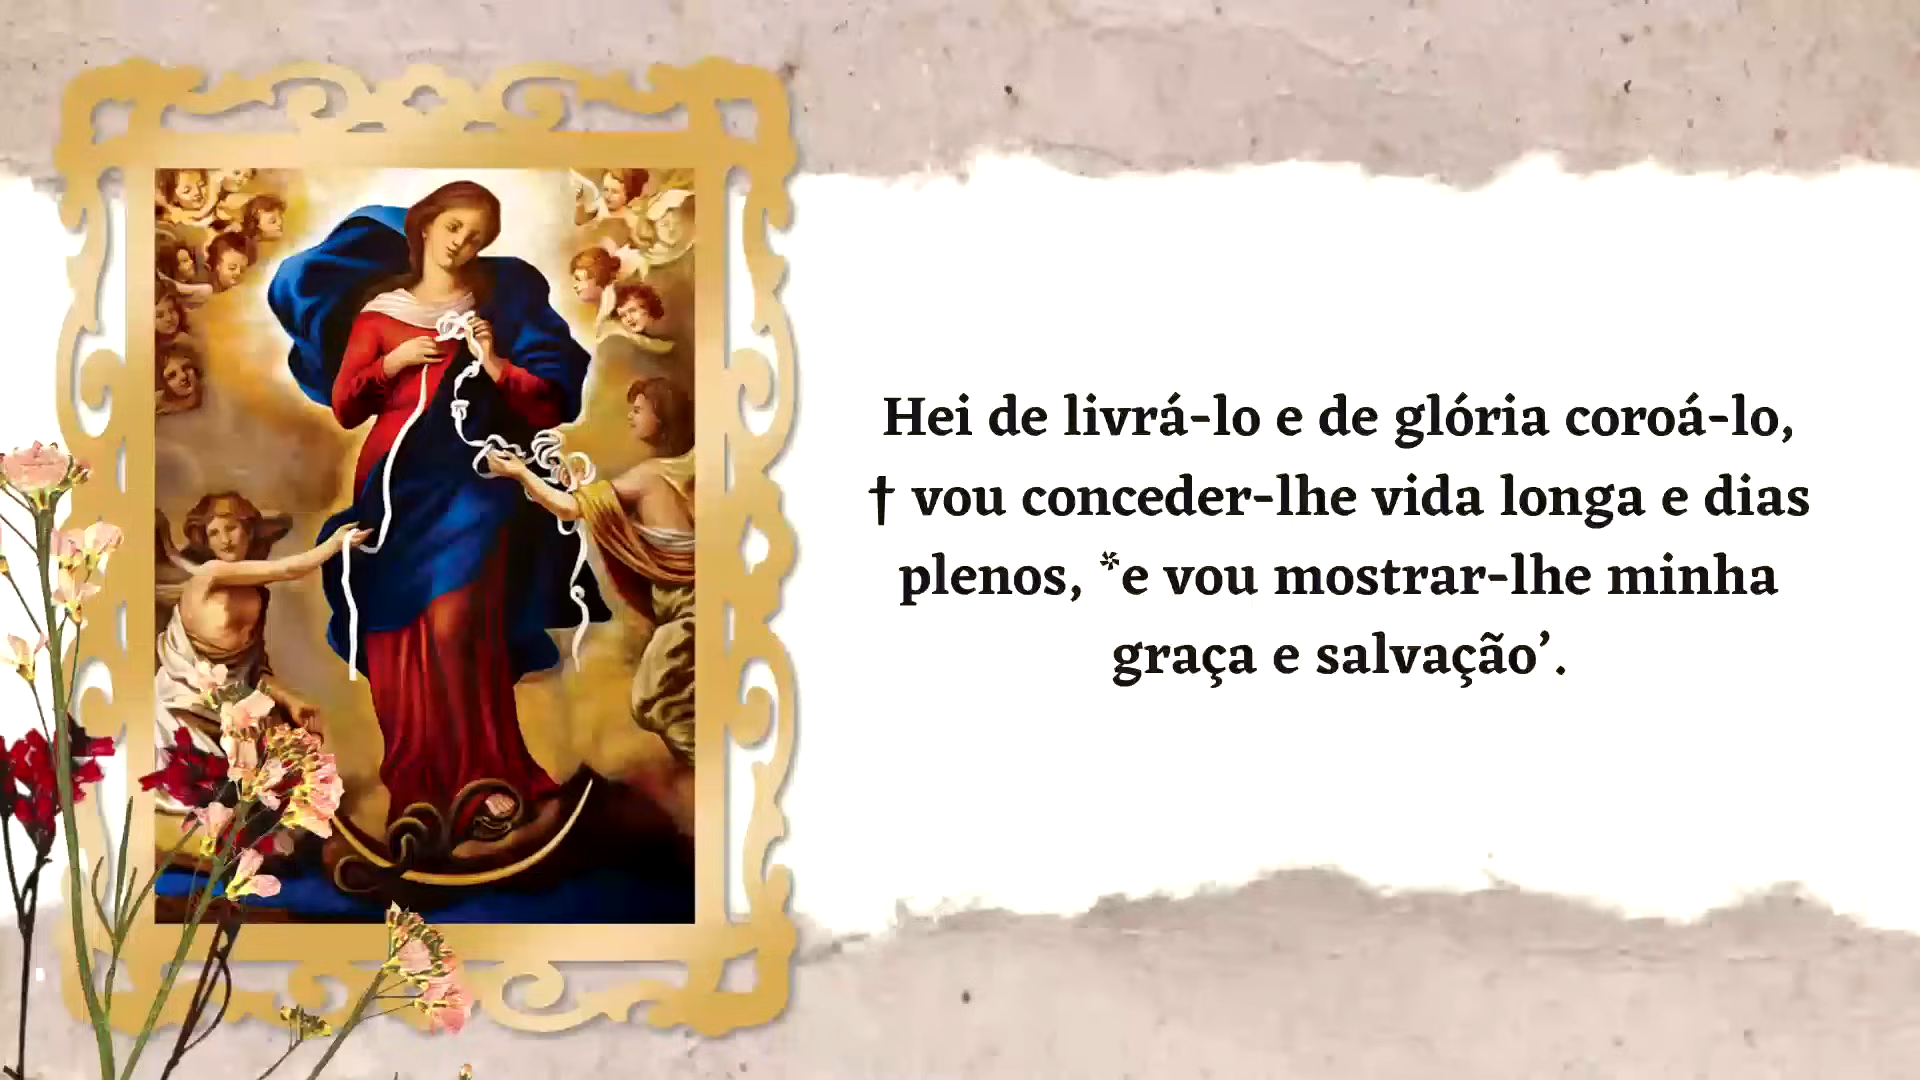 Hei de livrá-lo e de glória coroá-lo,
† vou conceder-lhe vida longa e dias
plenos, *e vou mostrar-lhe minha
graça e salvação’.